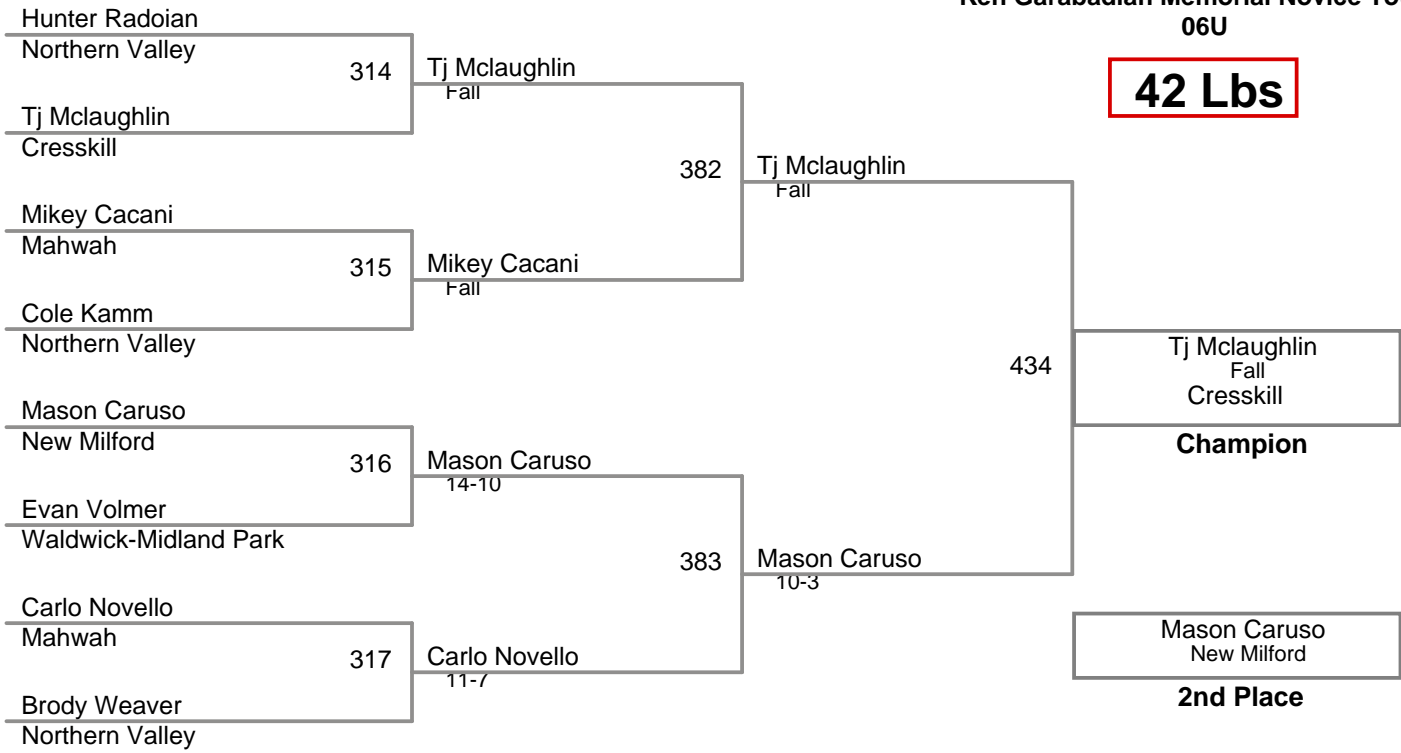 Ken Garabadian Memorial Novice
06U
42 Lbs
Hunter Radoian
Northern Valley
314
Tj Mclaughlin
Fall
Tj Mclaughlin
Cresskill
382
Tj Mclaughlin
Fall
Mikey Cacani
Mahwah
315
Mikey Cacani
Fall
Cole Kamm
Northern Valley
434
Tj Mclaughlin
Fall
Cresskill
Champion
Mason Caruso
New Milford
316
Mason Caruso
14-10
Evan Volmer
Waldwick-Midland Park
383
Mason Caruso
10-3
Carlo Novello
Mahwah
317
Carlo Novello
11-7
Brody Weaver
Northern Valley
Mason Caruso
New Milford
2nd Place